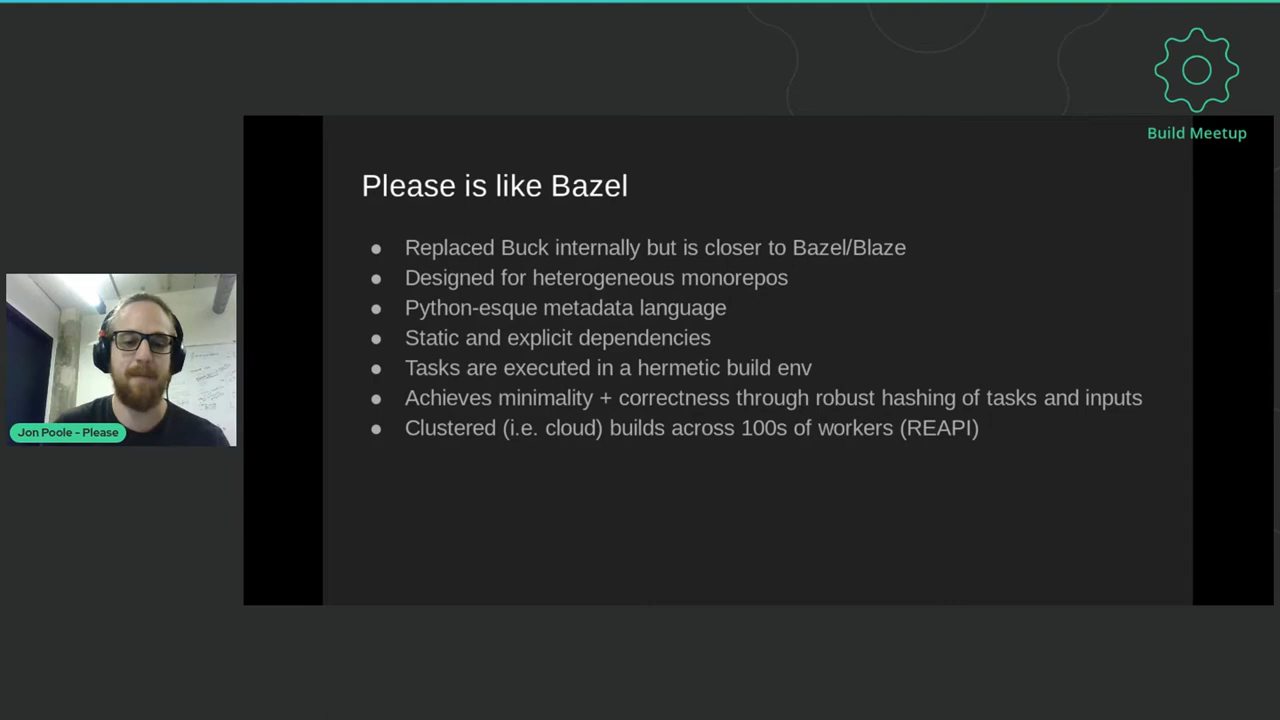 Build Meetup
Please is like Bazel
● Replaced Buck internally but is closer to Bazel/Blaze
● Designed for heterogeneous monorepos
● Python-esque metadata language
● Static and explicit dependencies
● Tasks are executed in a hermetic build env
● Achieves minimality + correctness through robust hashing of tasks and inputs
● Clustered (i.e. cloud) builds across 100s of workers (REAPI)
Jon Poole - Please